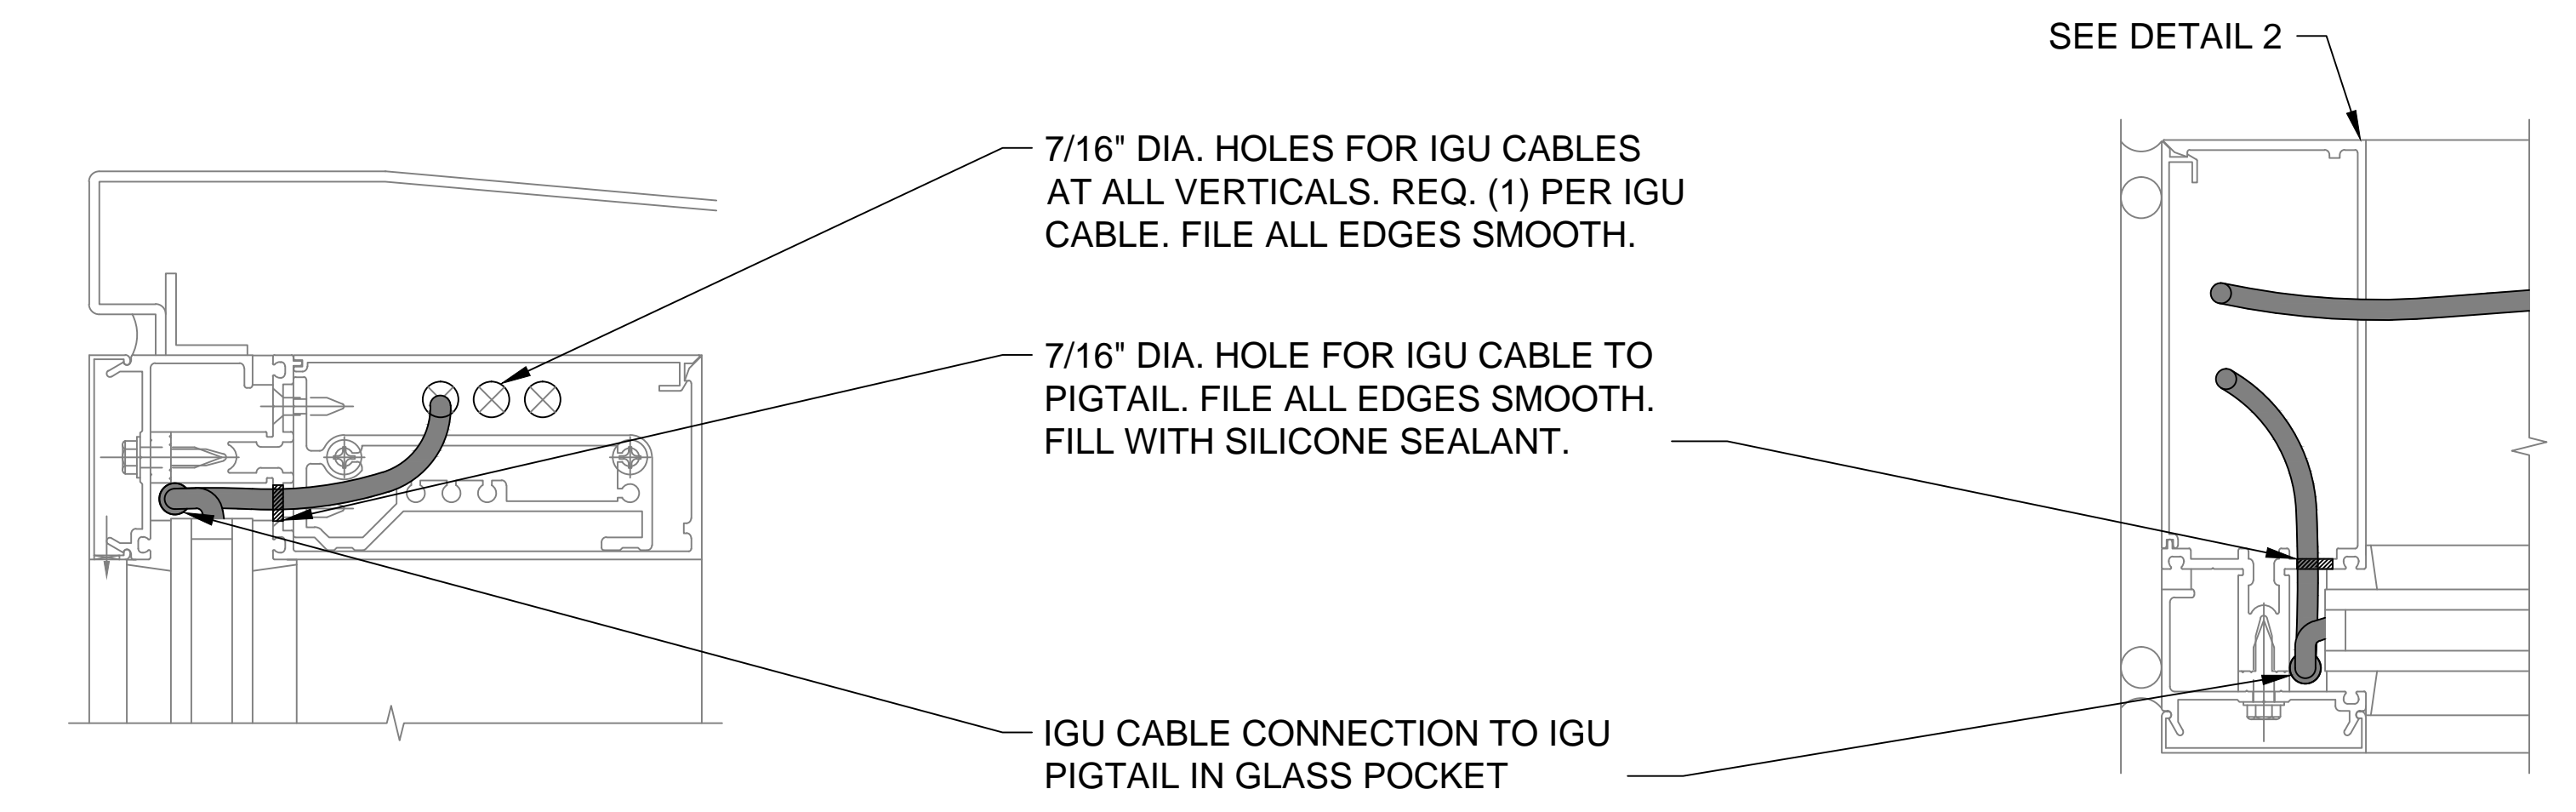 SEE DETAIL 2
7/16" DIA. HOLES FOR IGU CABLES
AT ALL VERTICALS. REQ. (1) PER IGU
CABLE. FILE ALL EDGES SMOOTH.
7/16" DIA. HOLE FOR IGU CABLE TO
PIGTAIL. FILE ALL EDGES SMOOTH.
FILL WITH SILICONE SEALANT.
IGU CABLE CONNECTION TO IGU
PIGTAIL IN GLASS POCKET